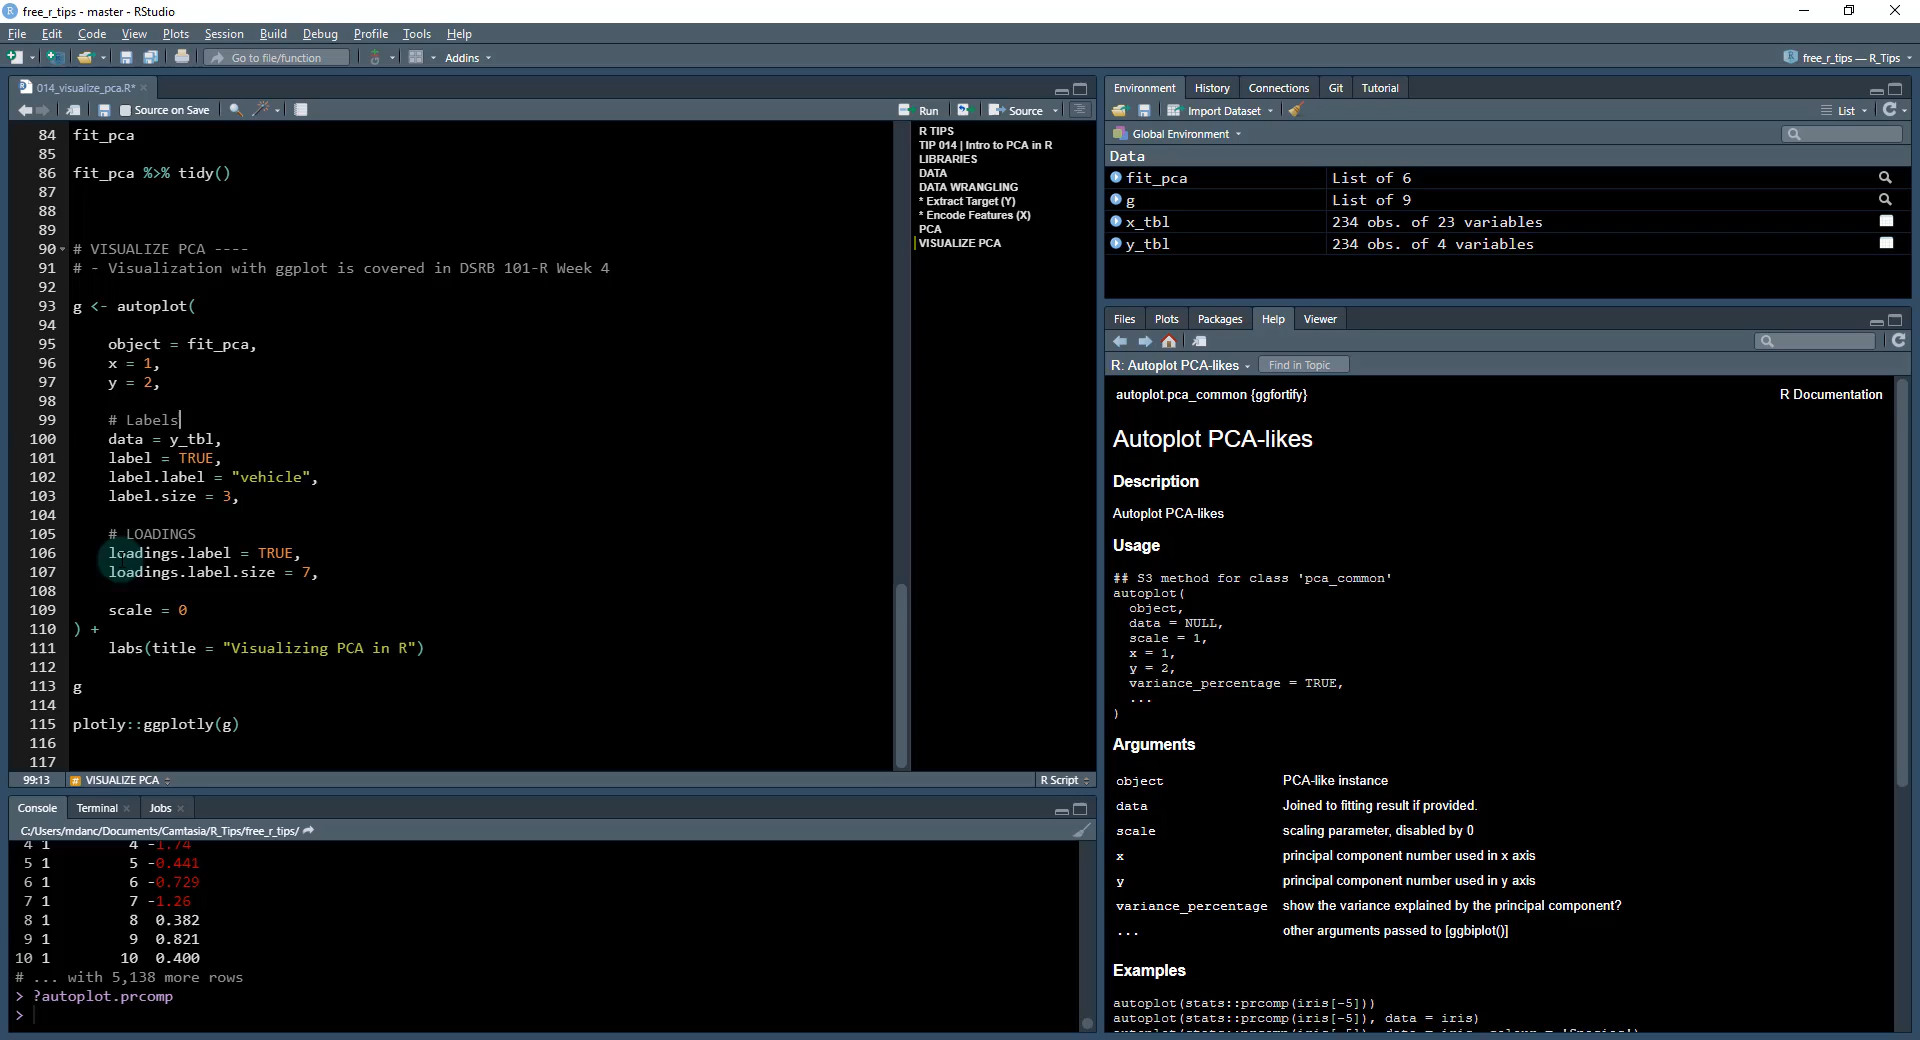 free_r_tips - master - RStudio
File Edit Code View Plots Session Build Debug Profile Tools Help
Go to file/function Addins free_r_tips — R_Tips
014_visualize_pca.R*
Source on Save Run Source
84 fit_pca
85
86 fit_pca %>% tidy()
87
88
89
90 # VISUALIZE PCA ----
91 # - Visualization with ggplot is covered in DSRB 101-R Week 4
92
93 g <- autoplot(
94
95 object = fit_pca,
96 x = 1,
97 y = 2,
98
99 # Labels
100 data = y_tbl,
101 label = TRUE,
102 label.label = "vehicle",
103 label.size = 3,
104
105 # LOADINGS
106 loadings.label = TRUE,
107 loadings.label.size = 7,
108
109 scale = 0
110 ) +
111 labs(title = "Visualizing PCA in R")
112
113 g
114
115 plotly::ggplotly(g)
116
117
99:13 VISUALIZE PCA R Script
R TIPS
TIP 014 | Intro to PCA in R
LIBRARIES
DATA
DATA WRANGLING
* Extract Target (Y)
* Encode Features (X)
PCA
VISUALIZE PCA
Console Terminal Jobs
C:/Users/mdanc/Documents/Camtasia/R_Tips/free_r_tips/
4 1 4 -1.74
5 1 5 -0.441
6 1 6 -0.729
7 1 7 -1.26
8 1 8 0.382
9 1 9 0.821
10 1 10 0.400
# ... with 5,138 more rows
> ?autoplot.prcomp
>
Environment History Connections Git Tutorial
Import Dataset List
Global Environment
Data
fit_pca List of 6
g List of 9
x_tbl 234 obs. of 23 variables
y_tbl 234 obs. of 4 variables
Files Plots Packages Help Viewer
R: Autoplot PCA-likes Find in Topic
autoplot.pca_common {ggfortify} R Documentation
Autoplot PCA-likes
Description
Autoplot PCA-likes
Usage
## S3 method for class 'pca_common'
autoplot(
object,
data = NULL,
scale = 1,
x = 1,
y = 2,
variance_percentage = TRUE,
...
)
Arguments
object PCA-like instance
data Joined to fitting result if provided.
scale scaling parameter, disabled by 0
x principal component number used in x axis
y principal component number used in y axis
variance_percentage show the variance explained by the principal component?
... other arguments passed to [ggbiplot()]
Examples
autoplot(stats::prcomp(iris[-5]))
autoplot(stats::prcomp(iris[-5]), data = iris)